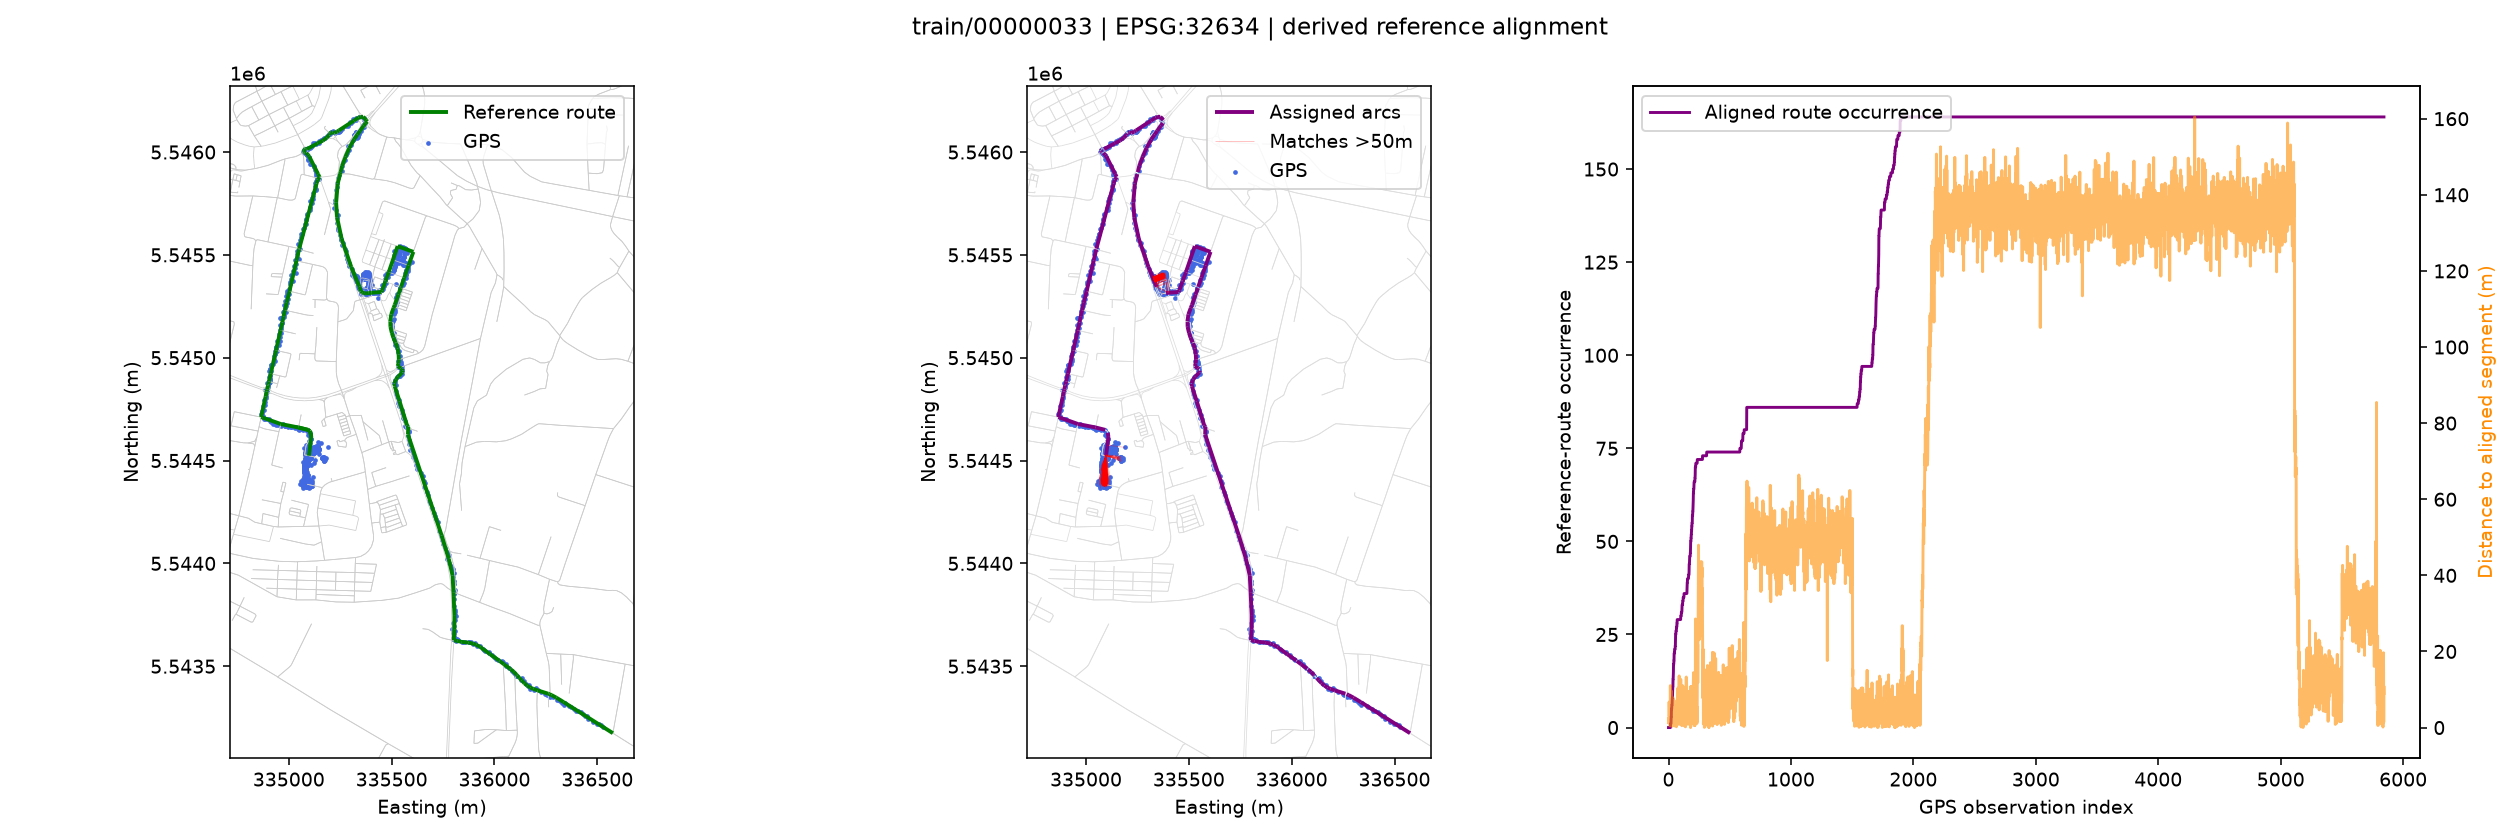 train/00000033 | EPSG:32634 | derived reference alignment
1e6
Reference route
GPS
5.5460
5.5455
5.5450
5.5445
5.5440
5.5435
335000
335500
336000
336500
Easting (m)
Northing (m)
1e6
Assigned arcs
Matches >50m
GPS
5.5460
5.5455
5.5450
5.5445
5.5440
5.5435
335000
335500
336000
336500
Easting (m)
Northing (m)
Aligned route occurrence
150
125
100
75
50
25
0
Reference-route occurrence
0
1000
2000
3000
4000
5000
6000
GPS observation index
160
140
120
100
80
60
40
20
0
Distance to aligned segment (m)